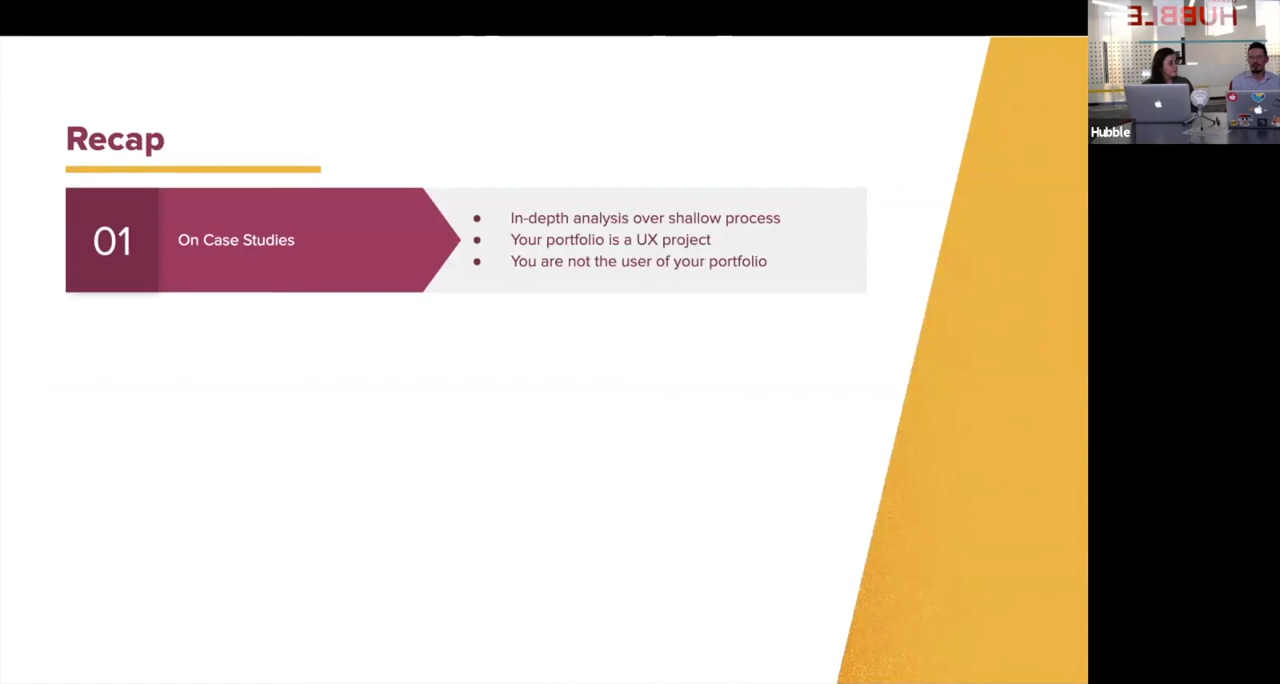 Recap
01
On Case Studies
● In-depth analysis over shallow process
● Your portfolio is a UX project
● You are not the user of your portfolio
HUBBLE
Hubble